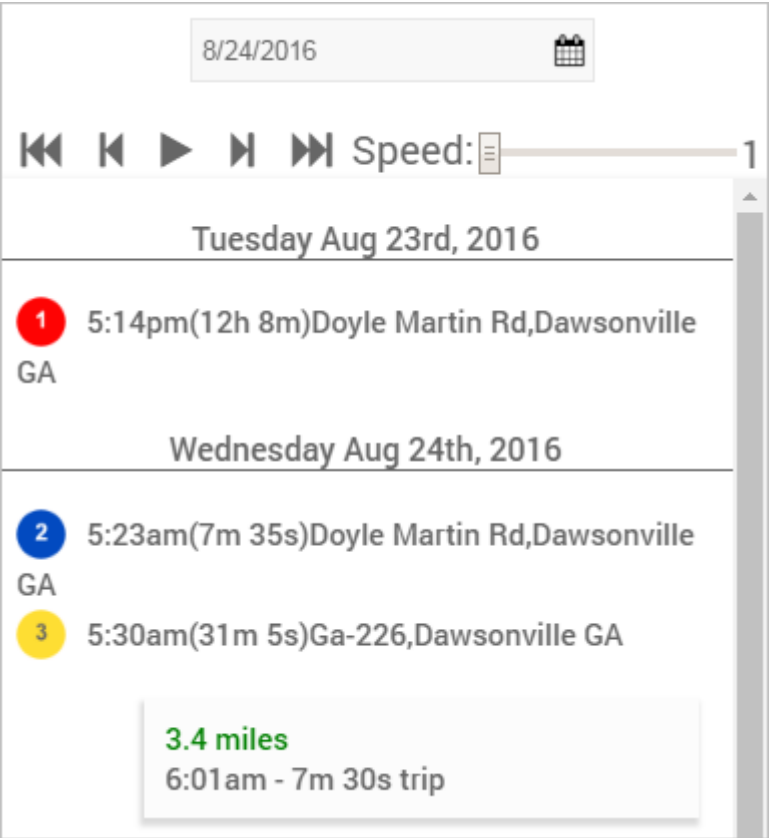 8/24/2016
Speed: 1
Tuesday Aug 23rd, 2016
1 5:14pm(12h 8m)Doyle Martin Rd,Dawsonville
GA
Wednesday Aug 24th, 2016
2 5:23am(7m 35s)Doyle Martin Rd,Dawsonville
GA
3 5:30am(31m 5s)Ga-226,Dawsonville GA
3.4 miles
6:01am - 7m 30s trip